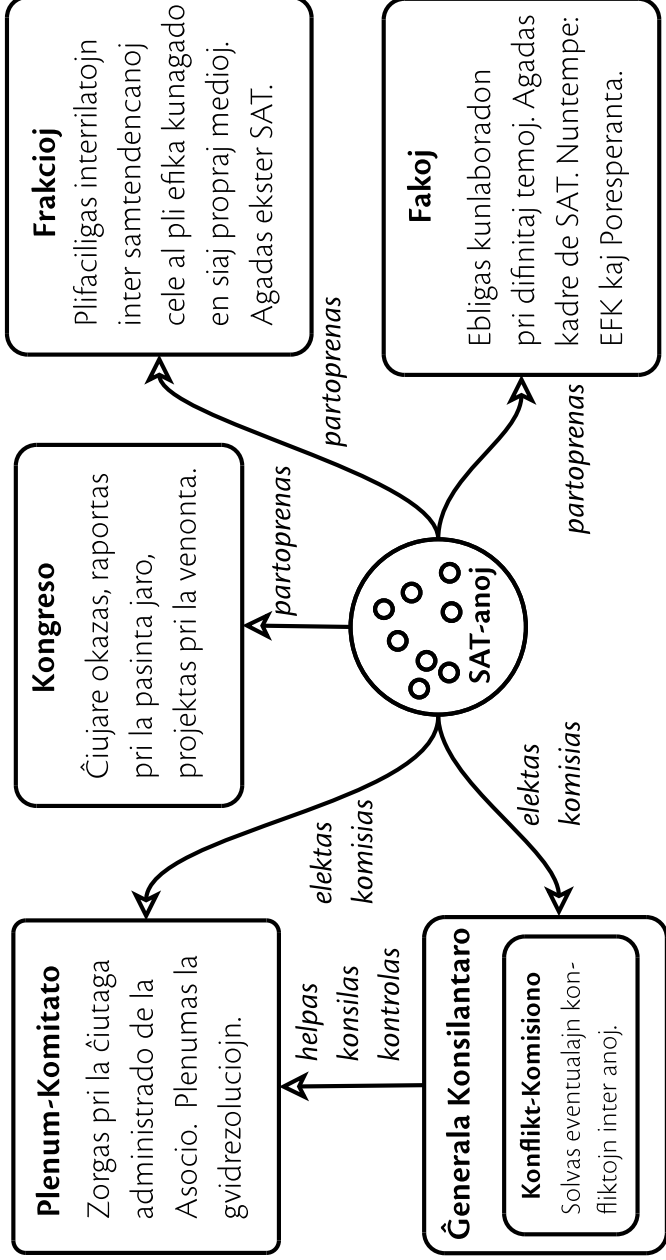 Plenum-Komitato
Zorgas pri la ĉiutaga
administrado de la
Asocio. Plenumas la
gvidrezoluciojn.
Kongreso
Ĉiujare okazas, raportas
pri la pasinta jaro,
projektas pri la venonta.
Frakcioj
Plifaciligas interrilatojn
inter samtendencanoj
cele al pli efika kunagado
en siaj propraj medioj.
Agadas ekster SAT.
helpas
konsilas
kontrolas
elektas
komisias
partoprenas
partoprenas
Ĝenerala Konsilantaro
Konflikt-Komisiono
Solvas eventualajn kon-
fliktojn inter anoj.
elektas
komisias
SAT-anoj
partoprenas
Fakoj
Ebligas kunlaboradon
pri difinitaj temoj. Agadas
kadre de SAT. Nuntempe:
EFK kaj Poresperanta.